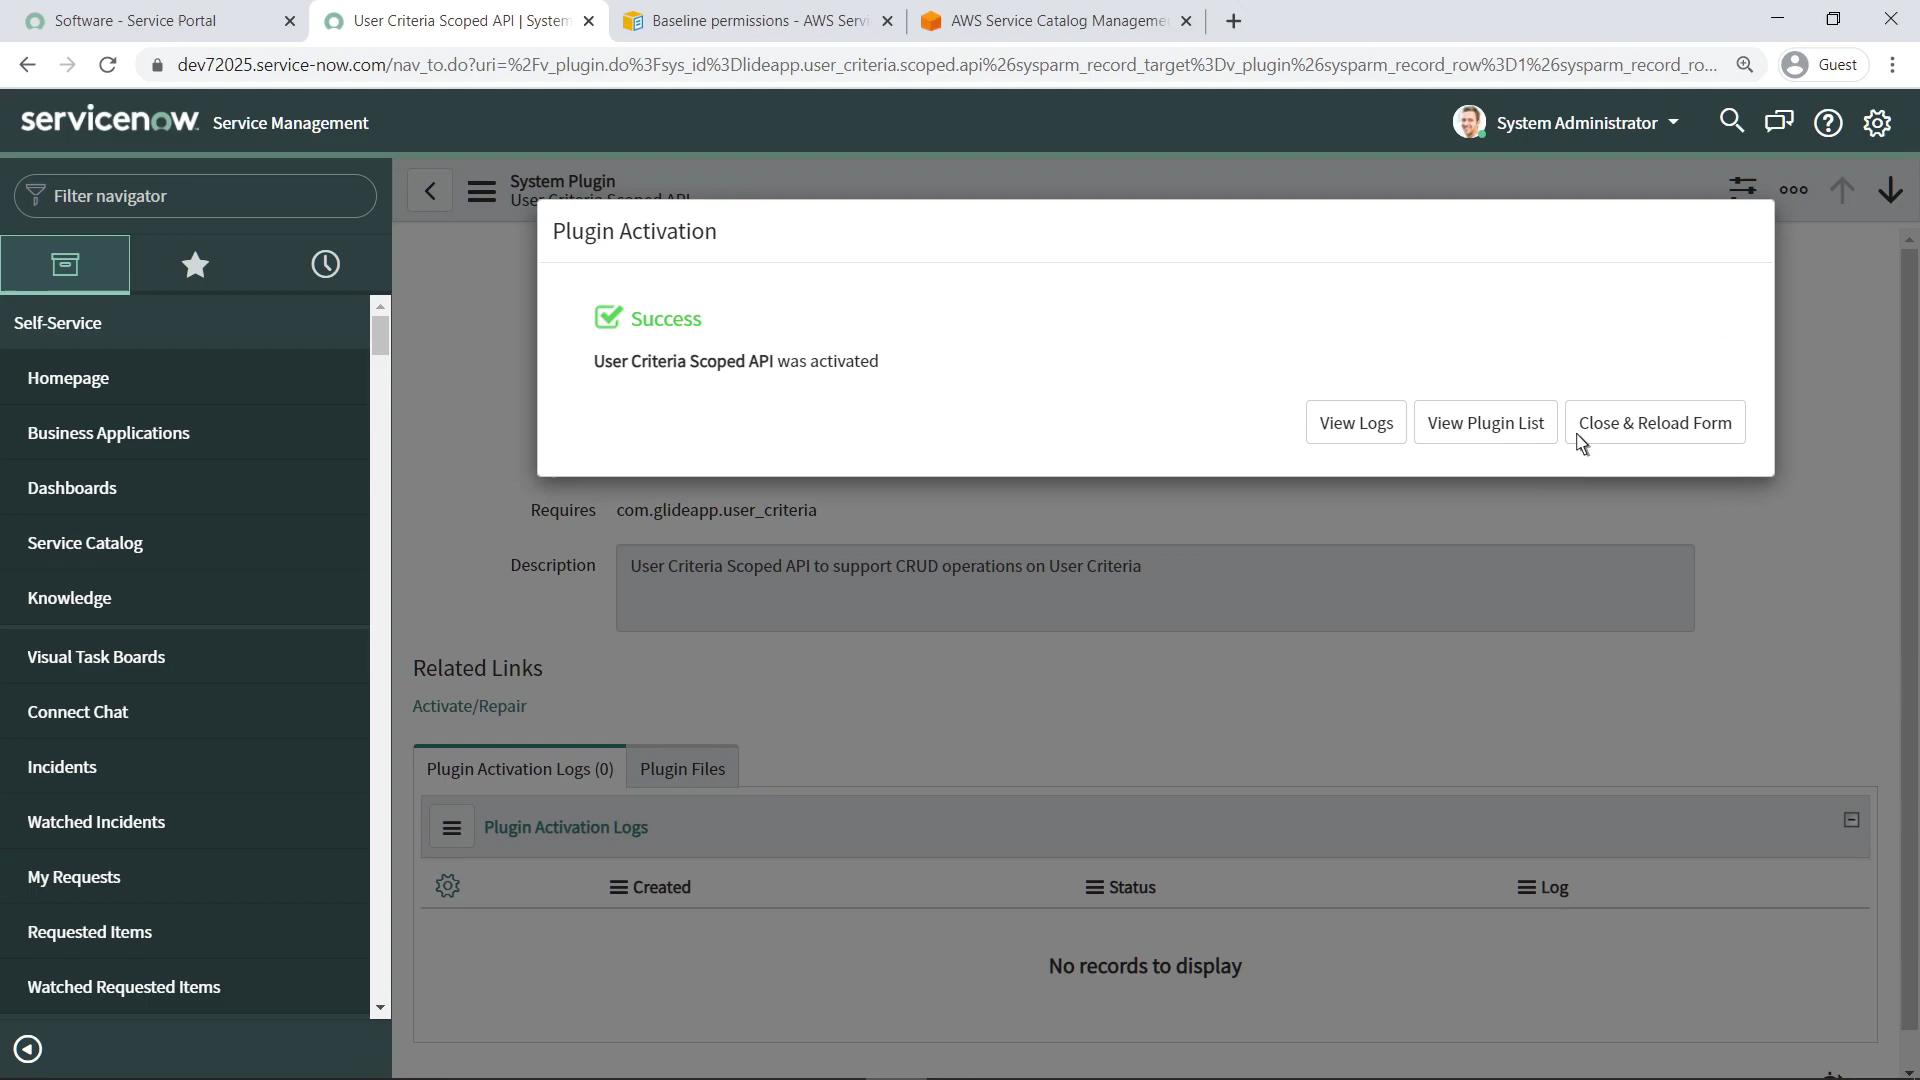 Software - Service Portal
User Criteria Scoped API | System
Baseline permissions - AWS Servi
AWS Service Catalog Manageme
dev72025.service-now.com/nav_to.do?uri=%2Fv_plugin.do%3Fsys_id%3Dlideapp.user_criteria.scoped.api%26sysparm_record_target%3Dv_plugin%26sysparm_record_row%3D1%26sysparm_record_ro...
Guest
servicenow Service Management
System Administrator
Filter navigator
System Plugin
User Criteria Scoped API
Plugin Activation
Success
User Criteria Scoped API was activated
View Logs
View Plugin List
Close & Reload Form
Self-Service
Homepage
Business Applications
Dashboards
Service Catalog
Knowledge
Visual Task Boards
Connect Chat
Incidents
Watched Incidents
My Requests
Requested Items
Watched Requested Items
Requires com.glideapp.user_criteria
Description User Criteria Scoped API to support CRUD operations on User Criteria
Related Links
Activate/Repair
Plugin Activation Logs (0)
Plugin Files
Plugin Activation Logs
Created
Status
Log
No records to display